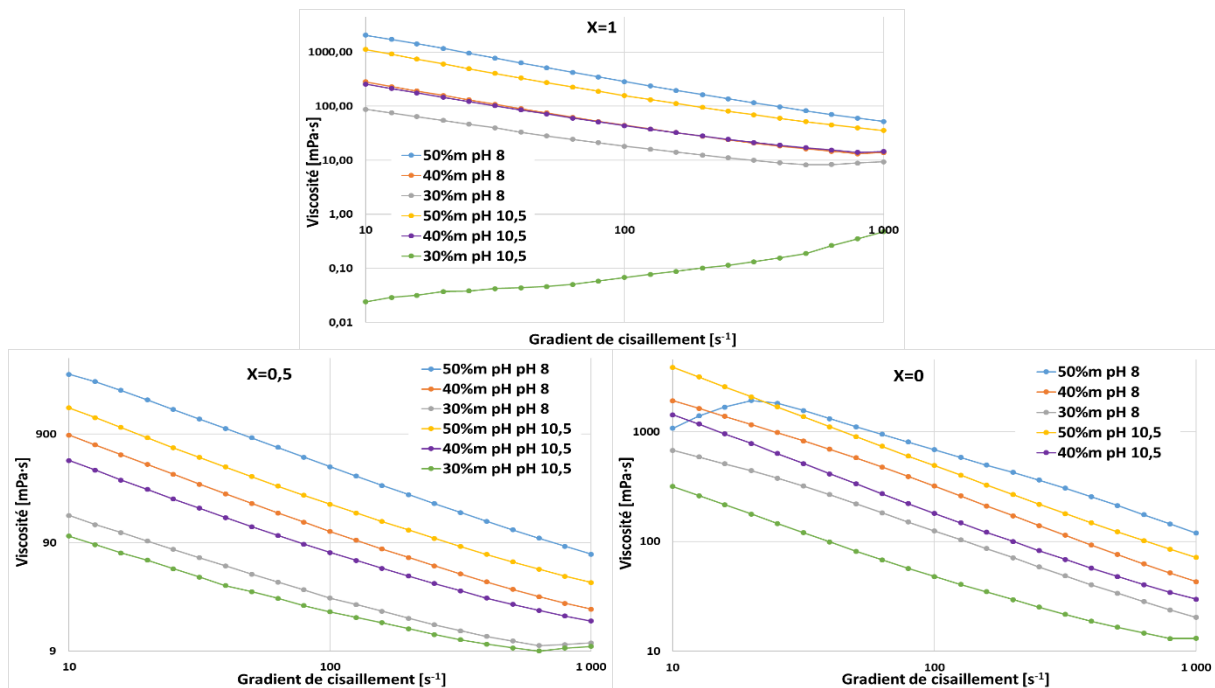 X=1
Viscosité [mPa·s]
1000,00
100,00
10,00
1,00
0,10
0,01
50%m pH 8
40%m pH 8
30%m pH 8
50%m pH 10,5
40%m pH 10,5
30%m pH 10,5
10
100
1 000
Gradient de cisaillement [s-1]
X=0,5
Viscosité [mPa·s]
900
90
9
50%m pH pH 8
40%m pH pH 8
30%m pH pH 8
50%m pH pH 10,5
40%m pH pH 10,5
30%m pH pH 10,5
10
100
1 000
Gradient de cisaillement [s-1]
X=0
Viscosité [mPa·s]
1000
100
10
50%m pH 8
40%m pH 8
30%m pH 8
50%m pH 10,5
40%m pH 10,5
10
100
1 000
Gradient de cisaillement [s-1]